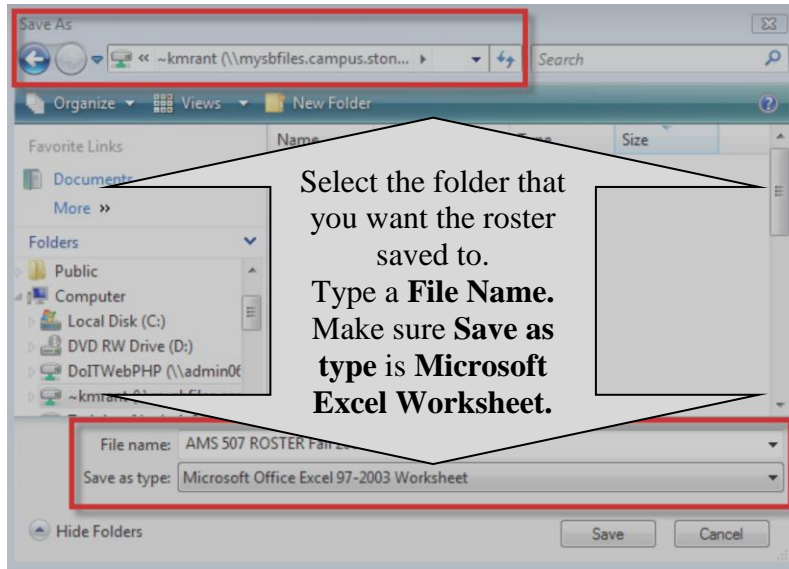 Save As
« ~kmrant (\\mysbfiles.campus.ston...
Search
Organize
Views
New Folder
Favorite Links
Name
Type
Size
Documents
More »
Folders
Public
Computer
Local Disk (C:)
DVD RW Drive (D:)
DoITWebPHP (\\admin06
~kmrant
Select the folder that
you want the roster
saved to.
Type a File Name.
Make sure Save as
type is Microsoft
Excel Worksheet.
File name: AMS 507 ROSTER Fall
Save as type: Microsoft Office Excel 97-2003 Worksheet
Hide Folders
Save
Cancel